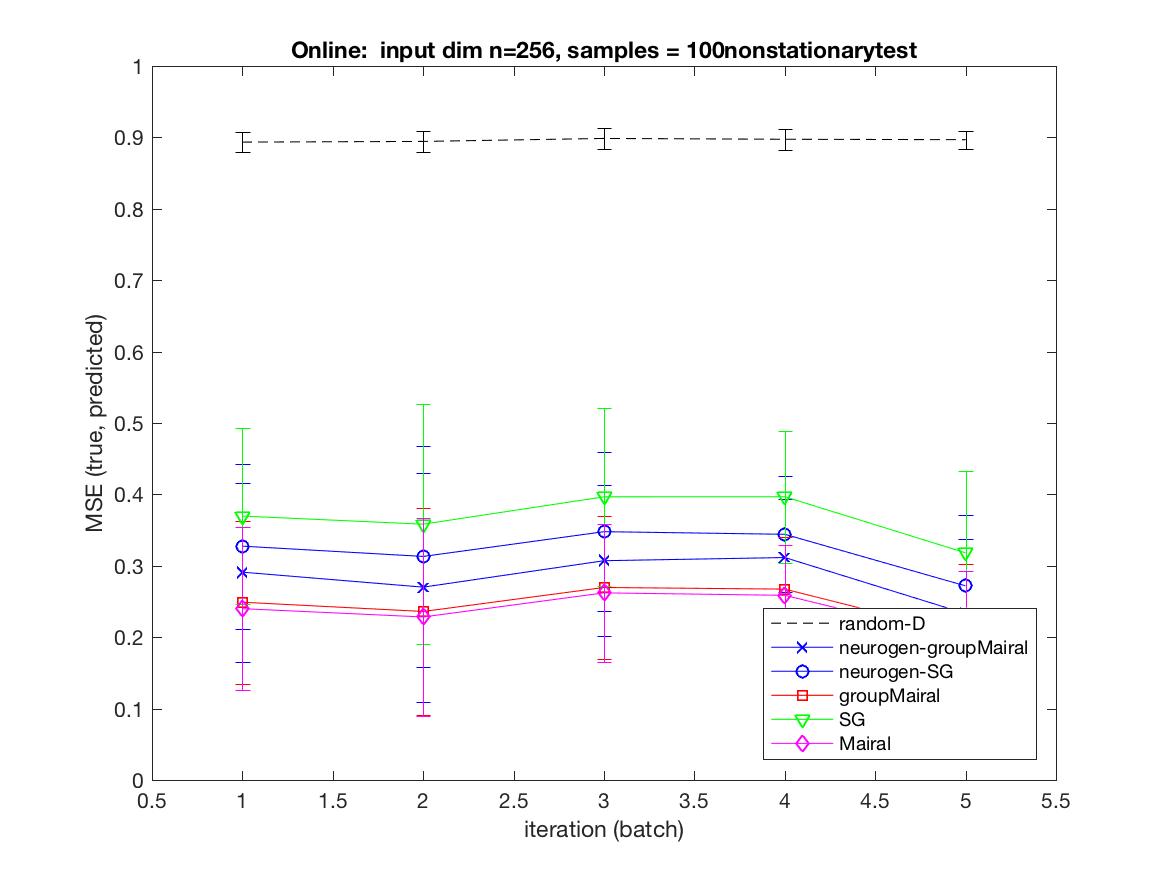 Online:  input dim n=256, samples = 100nonstationarytest
MSE (true, predicted)
1
0.9
0.8
0.7
0.6
0.5
0.4
0.3
0.2
0.1
0
random-D
neurogen-groupMairal
neurogen-SG
groupMairal
SG
Mairal
0.5 1 1.5 2 2.5 3 3.5 4 4.5 5 5.5
iteration (batch)